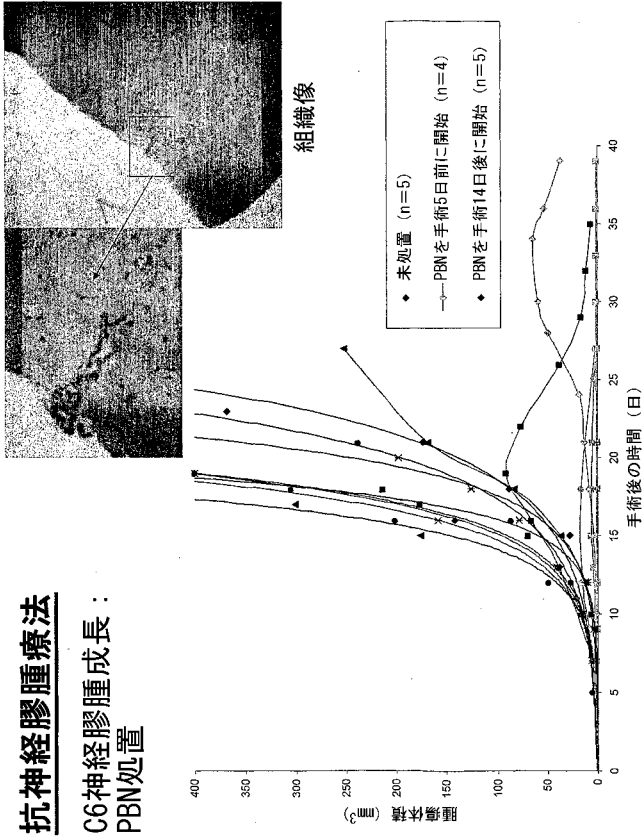 抗神経膠腫療法
C6神経膠腫成長：
PBN処置
組織像
未処置 (n=5)
PBNを手術5日前に開始 (n=4)
PBNを手術14日後に開始 (n=5)
腫瘍体積 (mm³)
400
350
300
250
200
150
100
50
0
0 5 10 15 20 25 30 35 40
手術後の時間 (日)